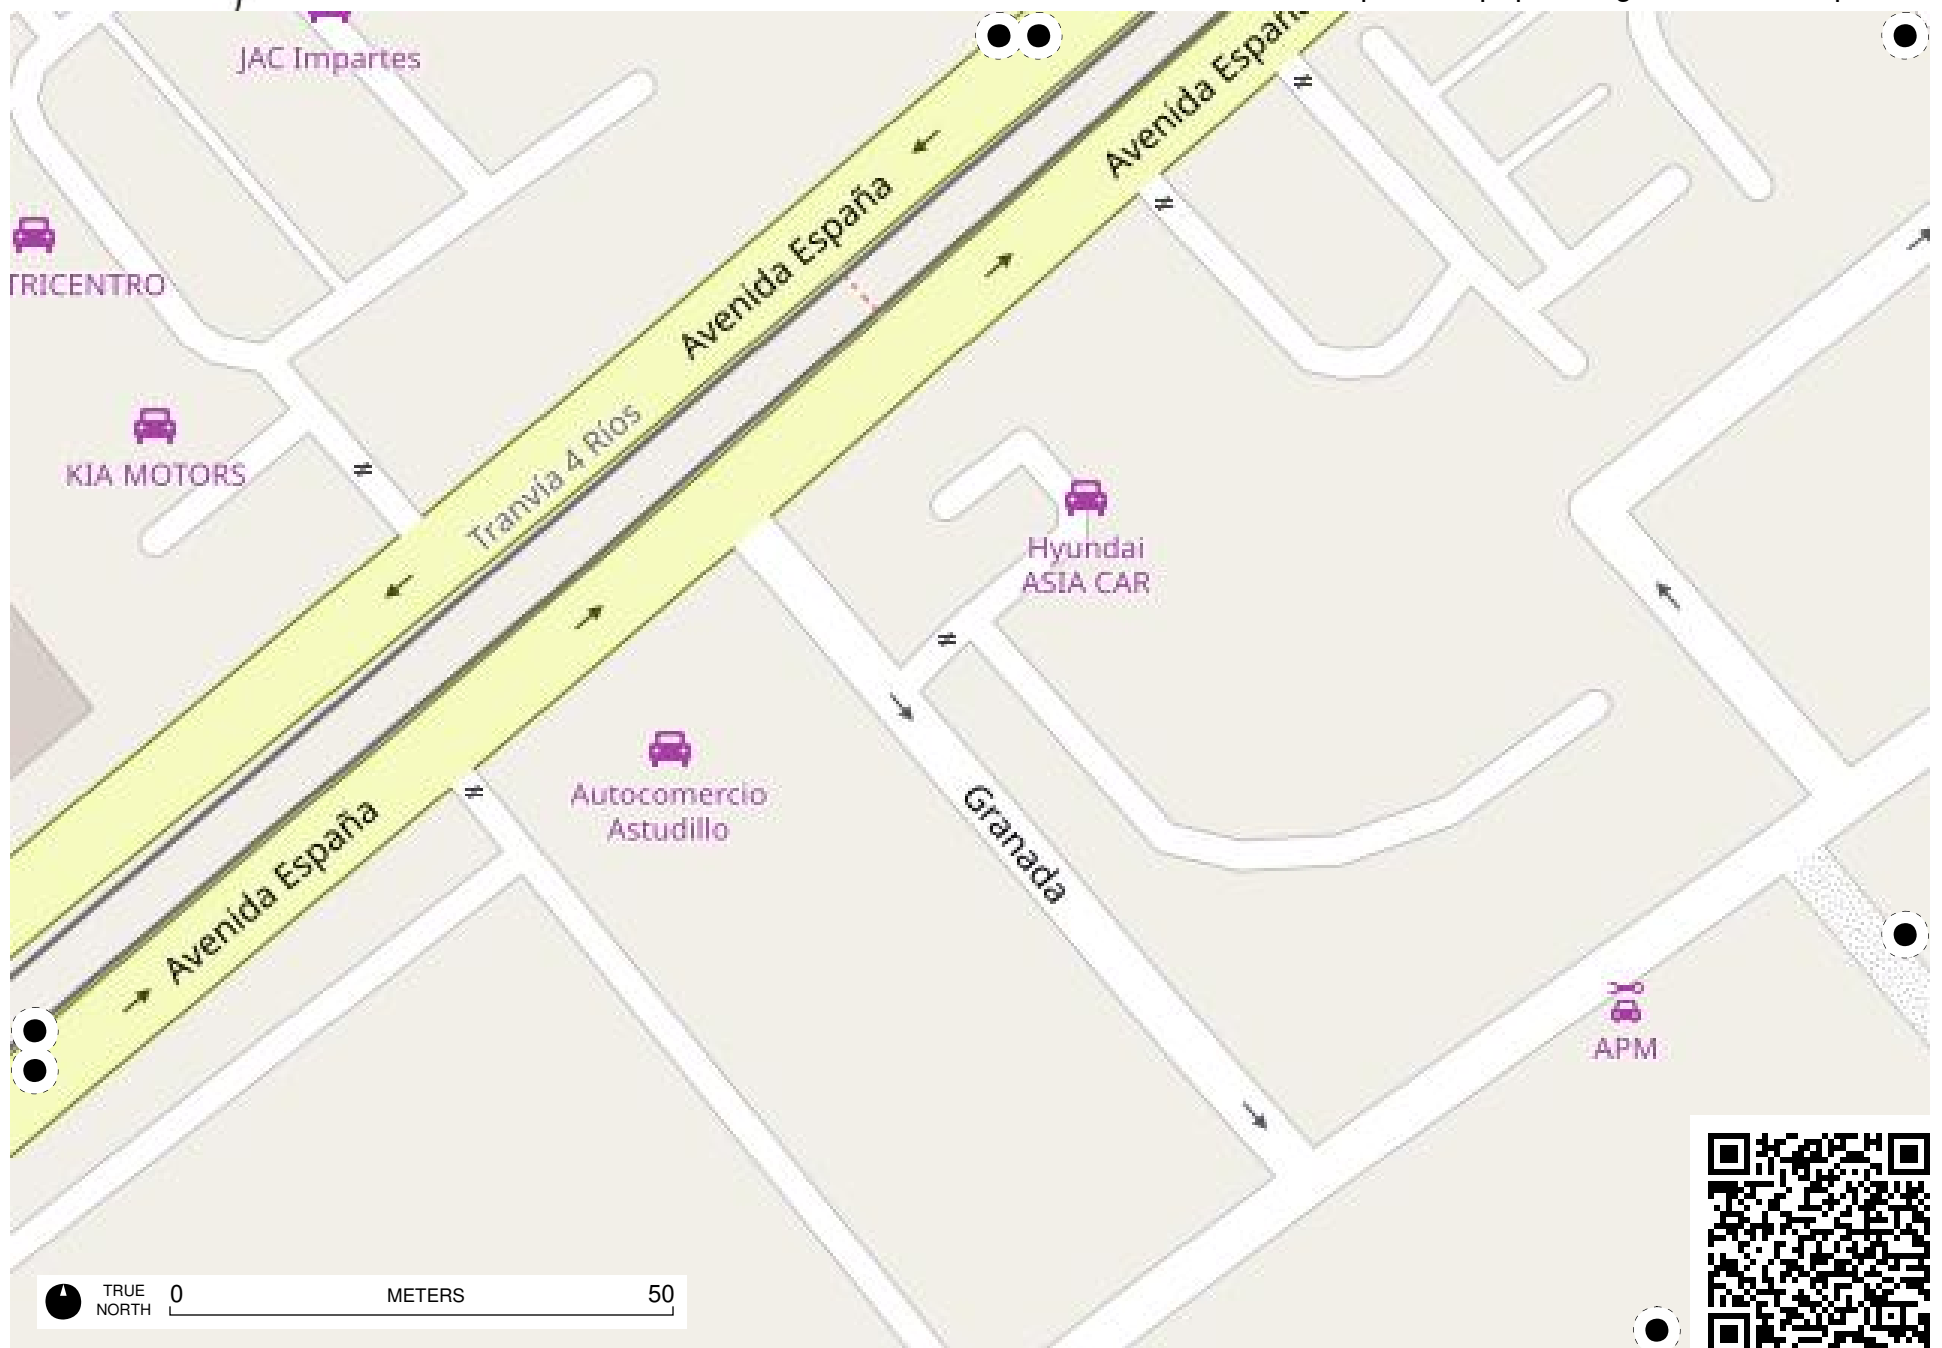 JAC Impartes
Avenida España
Avenida España
TRICENTRO
KIA MOTORS
Tranvía 4 Ríos
Hyundai
ASIA CAR
Autocomercio
Astudillo
Granada
Avenida España
APM
TRUE
NORTH
0 METERS 50